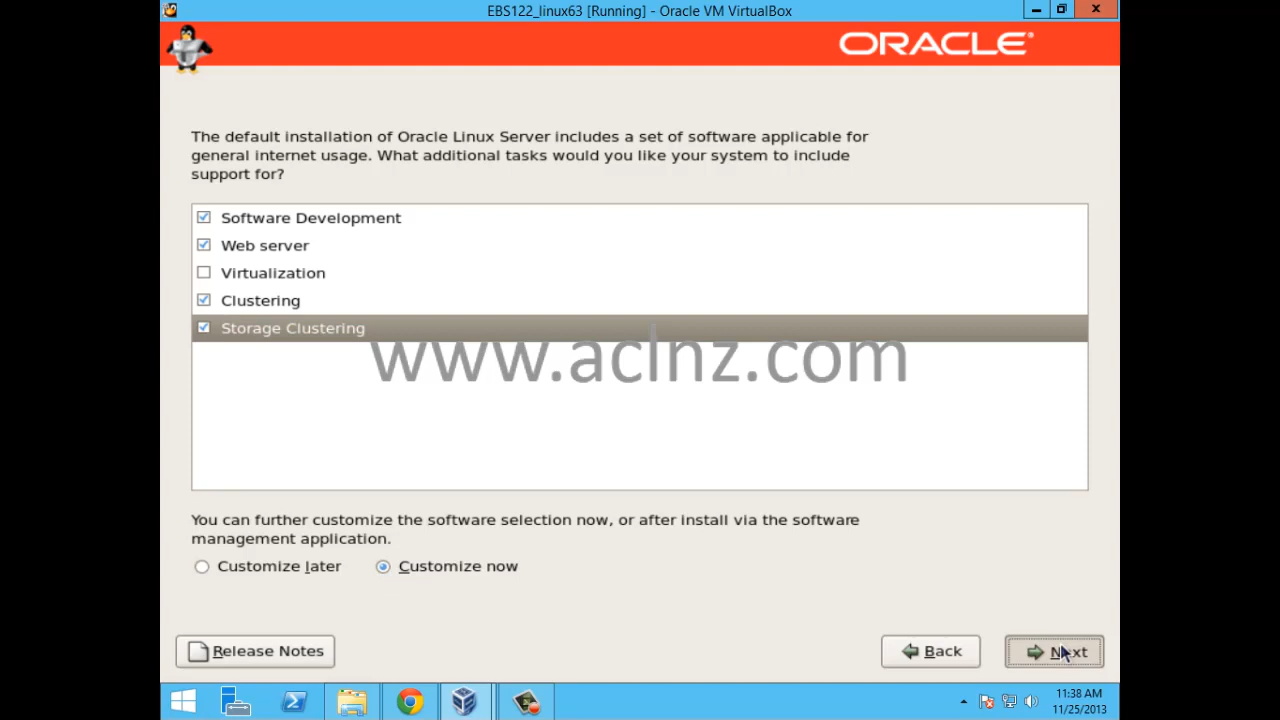 EBS122_linux63 [Running] - Oracle VM VirtualBox
ORACLE®
The default installation of Oracle Linux Server includes a set of software applicable for
general internet usage. What additional tasks would you like your system to include
support for?
Software Development
Web server
Virtualization
Clustering
Storage Clustering
www.aclnz.com
You can further customize the software selection now, or after install via the software
management application.
Customize later
Customize now
Release Notes
Back
Next
11:38 AM
11/25/2013